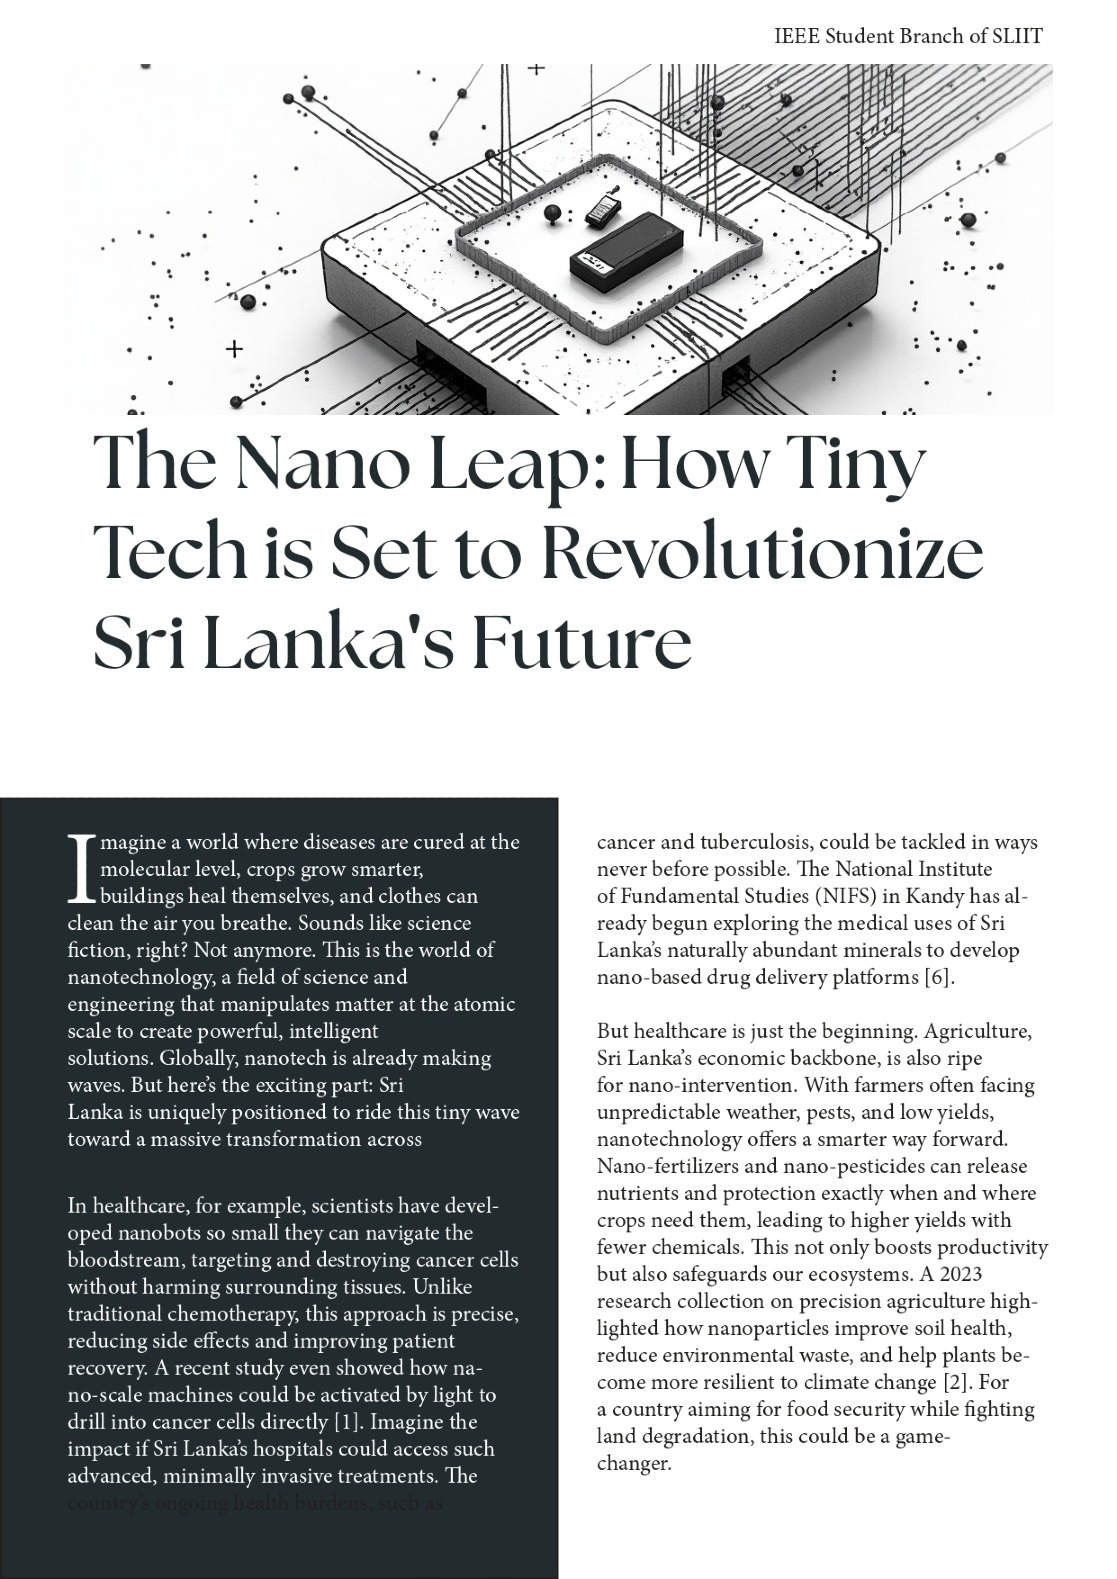 IEEE Student Branch of SLIIT
The Nano Leap: How Tiny
Tech is Set to Revolutionize
Sri Lanka's Future
Imagine a world where diseases are cured at the
molecular level, crops grow smarter,
buildings heal themselves, and clothes can
clean the air you breathe. Sounds like science
fiction, right? Not anymore. This is the world of
nanotechnology, a field of science and
engineering that manipulates matter at the atomic
scale to create powerful, intelligent
solutions. Globally, nanotech is already making
waves. But here’s the exciting part: Sri
Lanka is uniquely positioned to ride this tiny wave
toward a massive transformation across
In healthcare, for example, scientists have devel-
oped nanobots so small they can navigate the
bloodstream, targeting and destroying cancer cells
without harming surrounding tissues. Unlike
traditional chemotherapy, this approach is precise,
reducing side effects and improving patient
recovery. A recent study even showed how na-
no-scale machines could be activated by light to
drill into cancer cells directly [1]. Imagine the
impact if Sri Lanka’s hospitals could access such
advanced, minimally invasive treatments. The
country’s ongoing health burdens, such as
cancer and tuberculosis, could be tackled in ways
never before possible. The National Institute
of Fundamental Studies (NIFS) in Kandy has al-
ready begun exploring the medical uses of Sri
Lanka’s naturally abundant minerals to develop
nano-based drug delivery platforms [6].
But healthcare is just the beginning. Agriculture,
Sri Lanka’s economic backbone, is also ripe
for nano-intervention. With farmers often facing
unpredictable weather, pests, and low yields,
nanotechnology offers a smarter way forward.
Nano-fertilizers and nano-pesticides can release
nutrients and protection exactly when and where
crops need them, leading to higher yields with
fewer chemicals. This not only boosts productivity
but also safeguards our ecosystems. A 2023
research collection on precision agriculture high-
lighted how nanoparticles improve soil health,
reduce environmental waste, and help plants be-
come more resilient to climate change [2]. For
a country aiming for food security while fighting
land degradation, this could be a game-
changer.